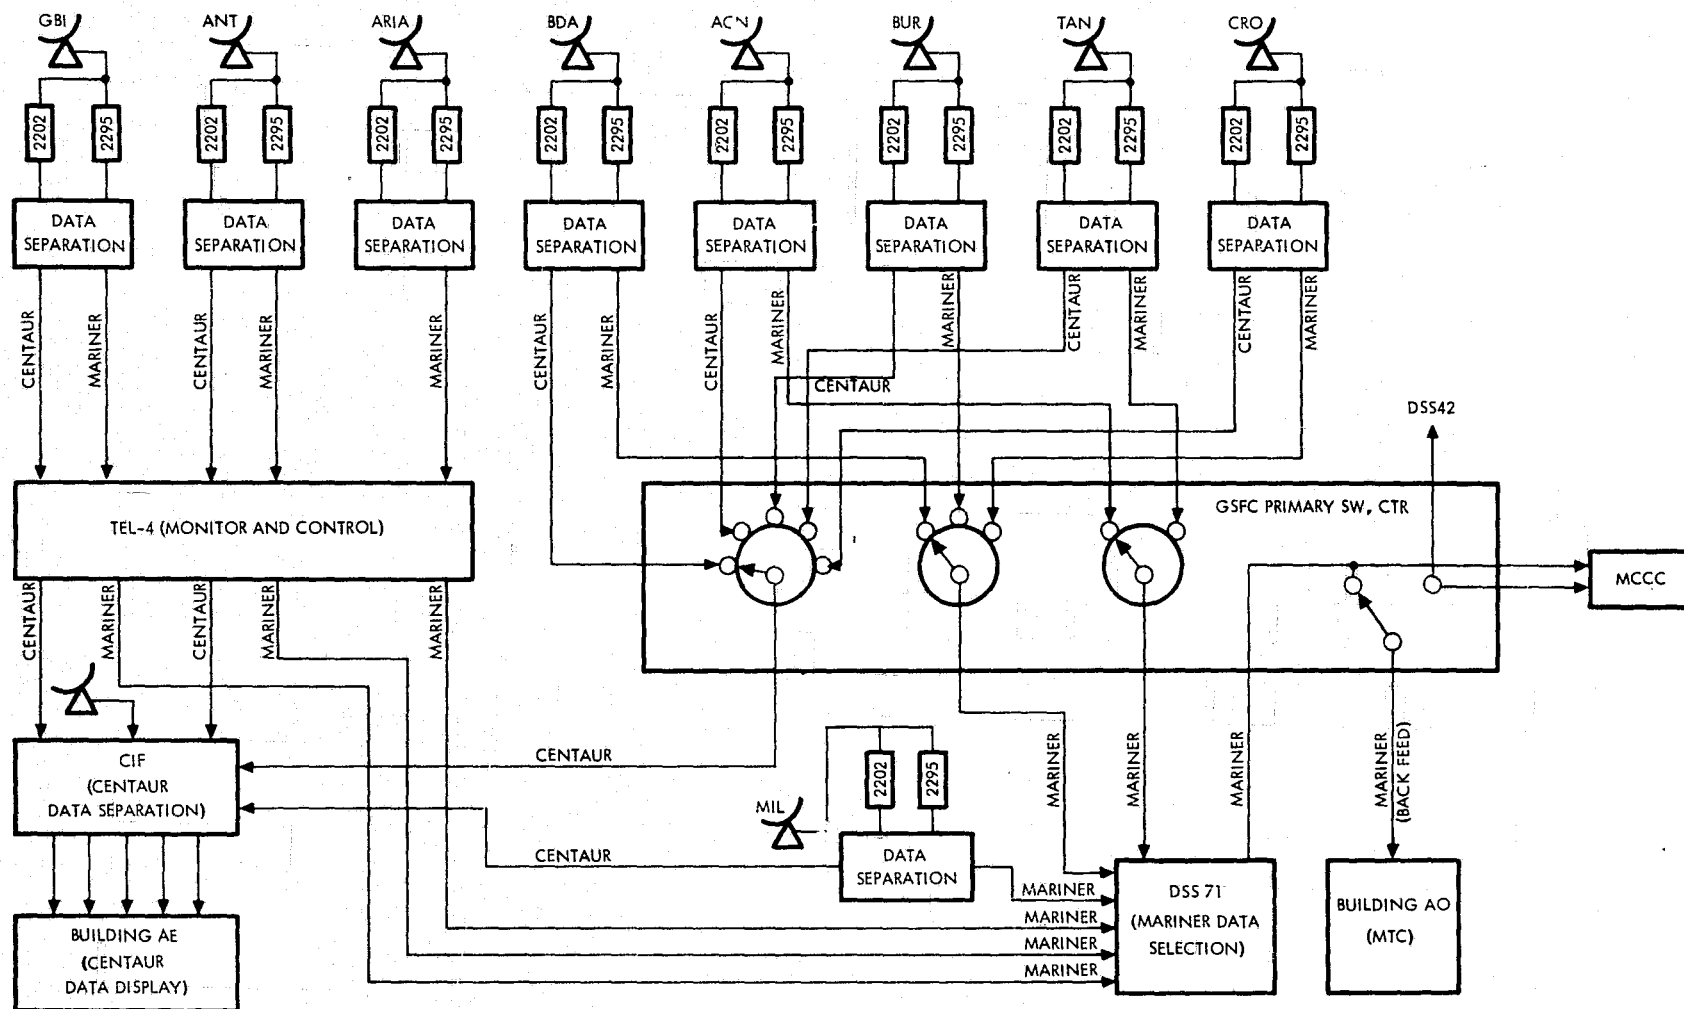 GBI ANT ARIA BDA ACN BUR TAN CRO
2202 2295 2202 2295 2202 2295 2202 2295 2202 2295 2202 2295 2202 2295 2202 2295
DATA SEPARATION
DATA SEPARATION
DATA SEPARATION
DATA SEPARATION
DATA SEPARATION
DATA SEPARATION
DATA SEPARATION
DATA SEPARATION
CENTAUR MARINER CENTAUR MARINER MARINER CENTAUR MARINER CENTAUR MARINER MARINER CENTAUR MARINER CENTAUR MARINER
CENTAUR
DSS42
TEL-4 (MONITOR AND CONTROL)
GSFC PRIMARY SW, CTR
MCCC
CENTAUR MARINER CENTAUR MARINER MARINER
CENTAUR
MARINER MARINER MARINER MARINER
(BACK FEED)
CIF
(CENTAUR
DATA SEPARATION)
2202 2295
MIL
DATA
SEPARATION
CENTAUR
MARINER
MARINER
MARINER
MARINER
DSS 71
(MARINER DATA
SELECTION)
BUILDING AO
(MTC)
BUILDING AE
(CENTAUR
DATA DISPLAY)